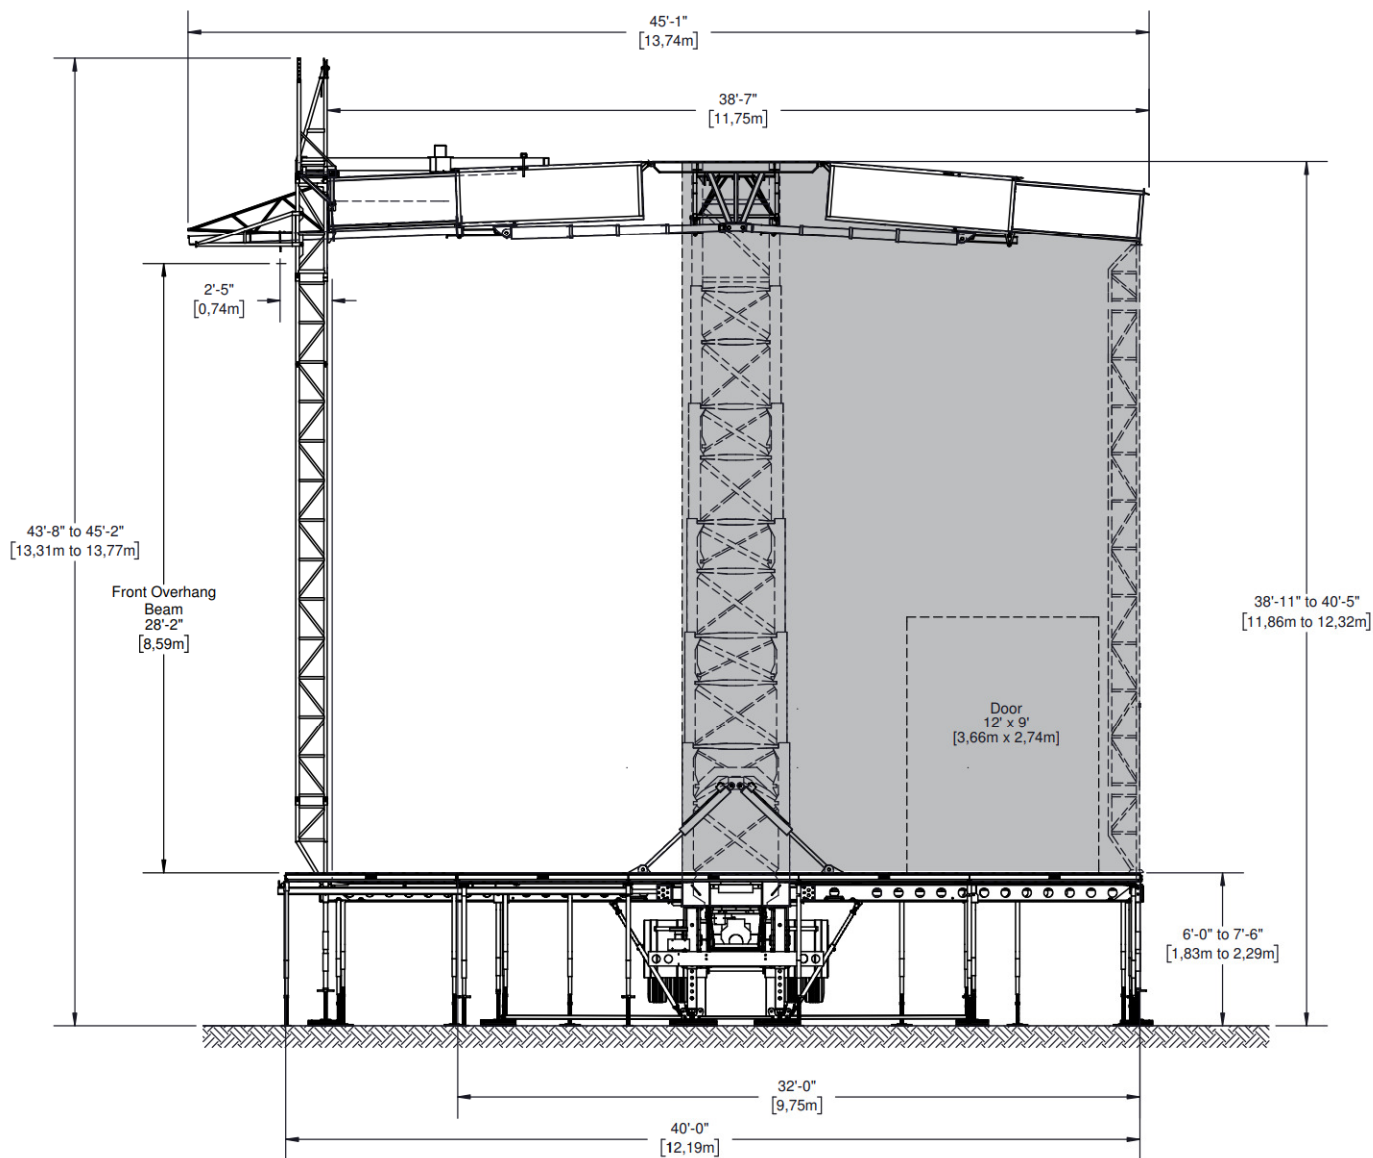 45'-1"
[13,74m]
38'-7"
[11,75m]
2'-5"
[0,74m]
43'-8" to 45'-2"
[13,31m to 13,77m]
Front Overhang
Beam
28'-2"
[8,59m]
38'-11" to 40'-5"
[11,86m to 12,32m]
Door
12' x 9'
[3,66m x 2,74m]
6'-0" to 7'-6"
[1,83m to 2,29m]
32'-0"
[9,75m]
40'-0"
[12,19m]